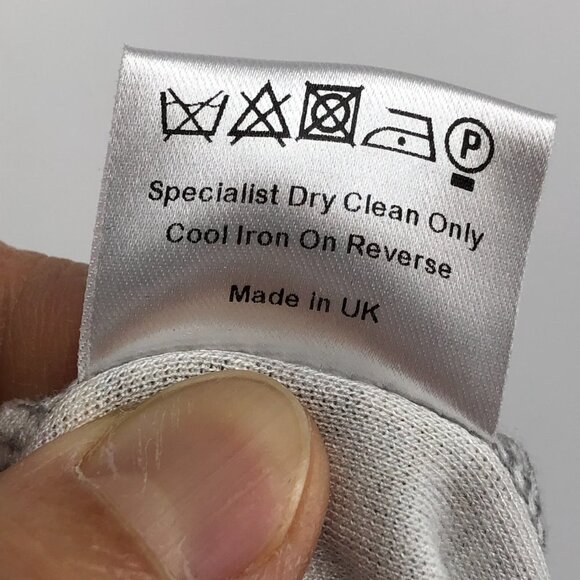 P
Specialist Dry Clean Only
Cool Iron On Reverse
Made in UK